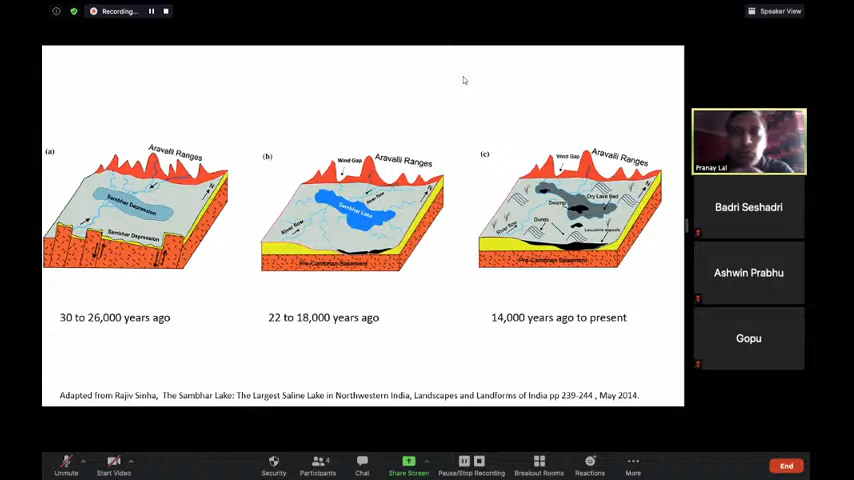 Recording...
Speaker View
(a)
Aravalli Ranges
Sambhar Depression
Sambhar Depression
N
30 to 26,000 years ago
(b)
Wind Gap
Aravalli Ranges
River flow
Sambhar Lake
River flow
N
Pre-Cambrian Basement
22 to 18,000 years ago
(c)
Wind Gap
Aravalli Ranges
Dry Lake Bed
Swamp
Dunes
River flow
Lacustrine deposits
N
Pre-Cambrian Basement
14,000 years ago to present
Adapted from Rajiv Sinha, The Sambhar Lake: The Largest Saline Lake in Northwestern India, Landscapes and Landforms of India pp 239-244 , May 2014.
Pranay Lal
Badri Seshadri
Ashwin Prabhu
Gopu
Unmute
Start Video
Security
Participants
4
Chat
Share Screen
Pause/Stop Recording
Breakout Rooms
Reactions
More
End